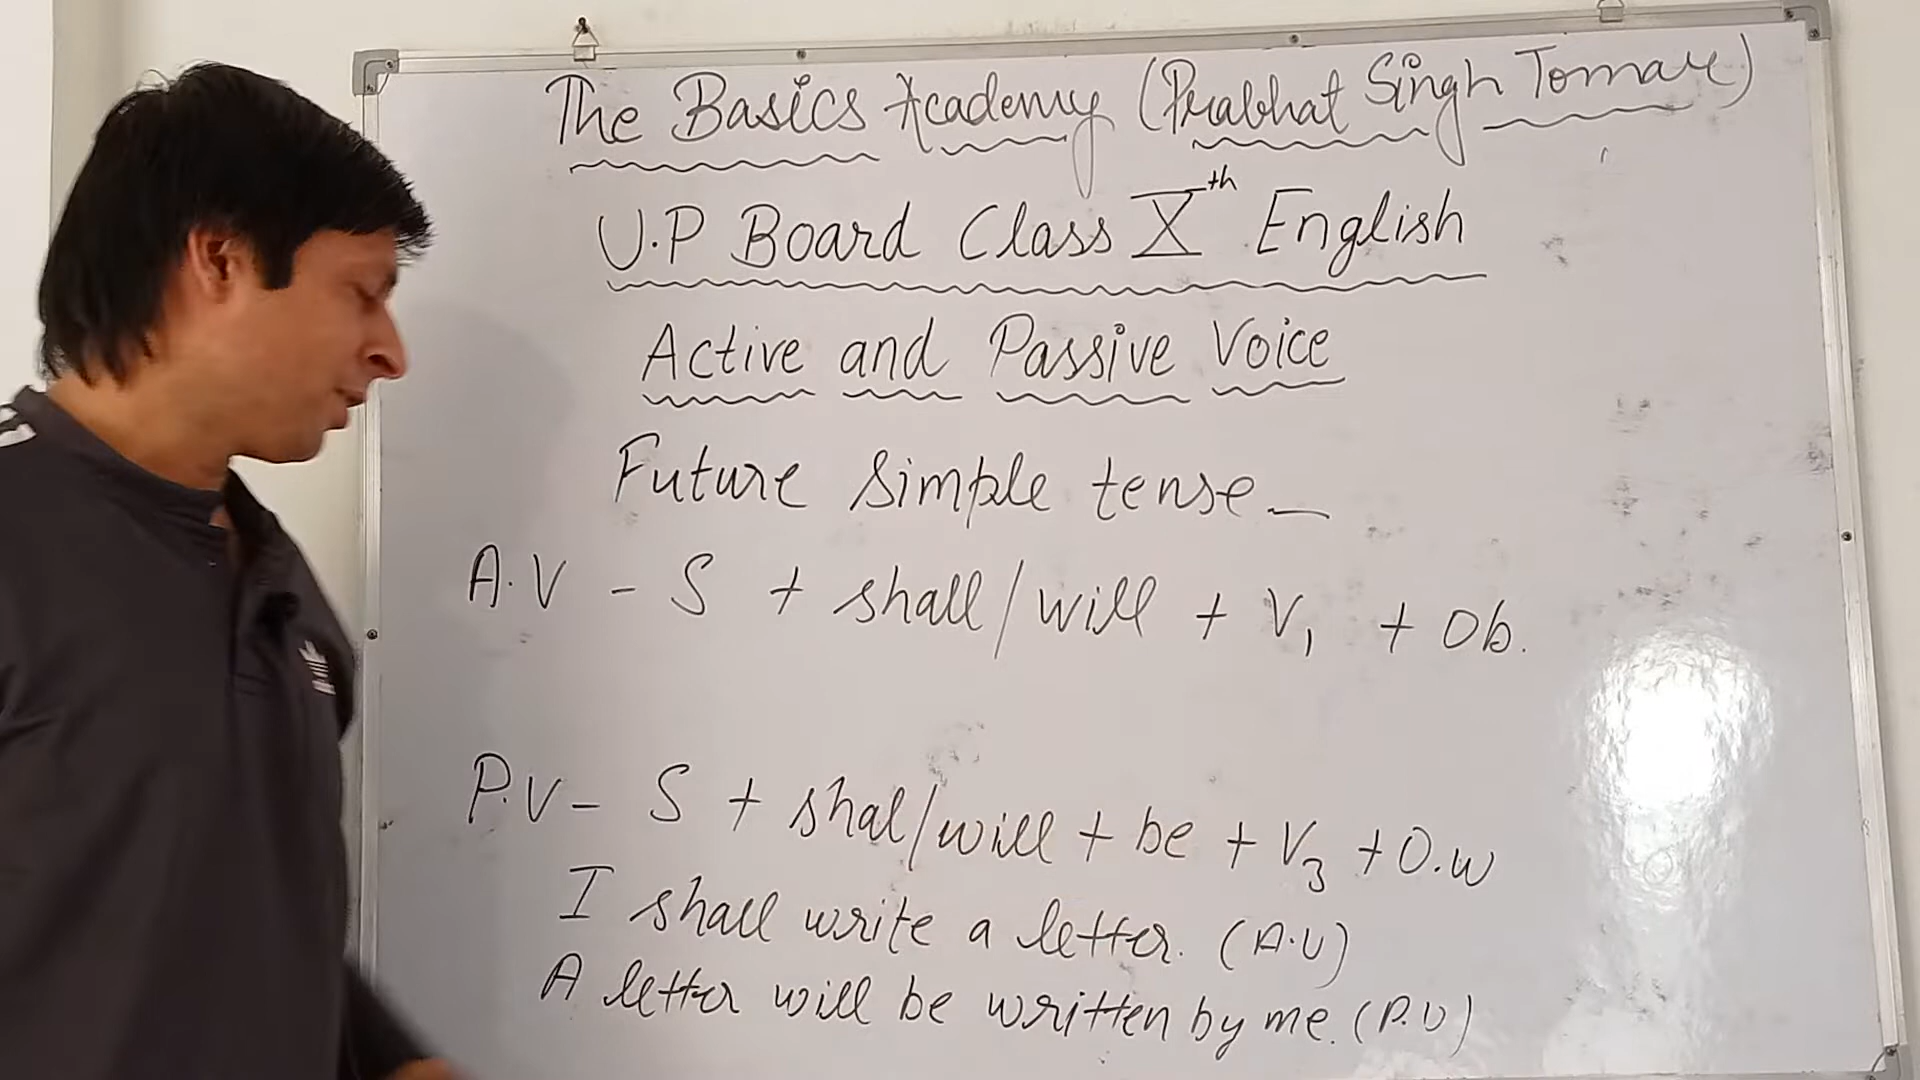 The Basics Academy (Prabhat Singh Tomar)
U.P Board Class Xth English
Active and Passive Voice
Future simple tense -
A.V - S + shall/will + V1 + Ob.
P.V - S + shal/will + be + V3 + O.w
I shall write a letter. (A.V)
A letter will be written by me. (P.V)